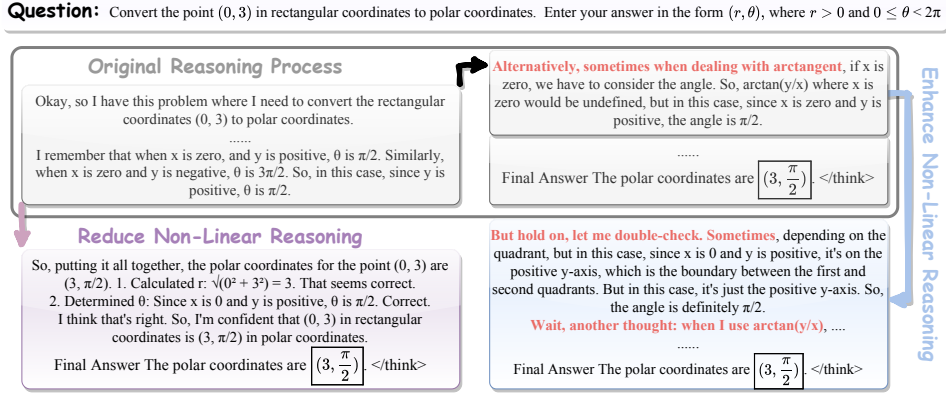 Question: Convert the point (0, 3) in rectangular coordinates to polar coordinates. Enter your answer in the form (r, θ), where r > 0 and 0 ≤ θ < 2π
Original Reasoning Process
Okay, so I have this problem where I need to convert the rectangular
coordinates (0, 3) to polar coordinates.
......
I remember that when x is zero, and y is positive, θ is π/2. Similarly,
when x is zero and y is negative, θ is 3π/2. So, in this case, since y is
positive, θ is π/2.
Alternatively, sometimes when dealing with arctangent, if x is
zero, we have to consider the angle. So, arctan(y/x) where x is
zero would be undefined, but in this case, since x is zero and y is
positive, the angle is π/2.
......
Final Answer The polar coordinates are (3, π/2). </think>
Enhance Non-Linear Reasoning
Reduce Non-Linear Reasoning
So, putting it all together, the polar coordinates for the point (0, 3) are
(3, π/2). 1. Calculated r: √(0² + 3²) = 3. That seems correct.
2. Determined θ: Since x is 0 and y is positive, θ is π/2. Correct.
I think that's right. So, I'm confident that (0, 3) in rectangular
coordinates is (3, π/2) in polar coordinates.
Final Answer The polar coordinates are (3, π/2). </think>
But hold on, let me double-check. Sometimes, depending on the
quadrant, but in this case, since x is 0 and y is positive, it's on the
positive y-axis, which is the boundary between the first and
second quadrants. But in this case, it's just the positive y-axis. So,
the angle is definitely π/2.
Wait, another thought: when I use arctan(y/x), ....
......
Final Answer The polar coordinates are (3, π/2). </think>